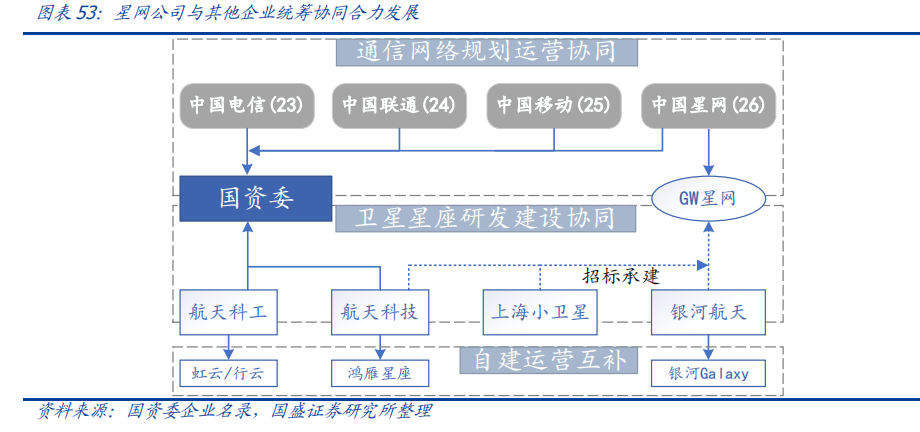 图表 53：星网公司与其他企业统筹协同合力发展
通信网络规划运营协同
中国电信(23) 中国联通(24) 中国移动(25) 中国星网(26)
国资委 GW星网
卫星星座研发建设协同
招标承建
航天科工 航天科技 上海小卫星 银河航天
自建运营互补
虹云/行云 鸿雁星座 银河Galaxy
资料来源：国资委企业名录，国盛证券研究所整理